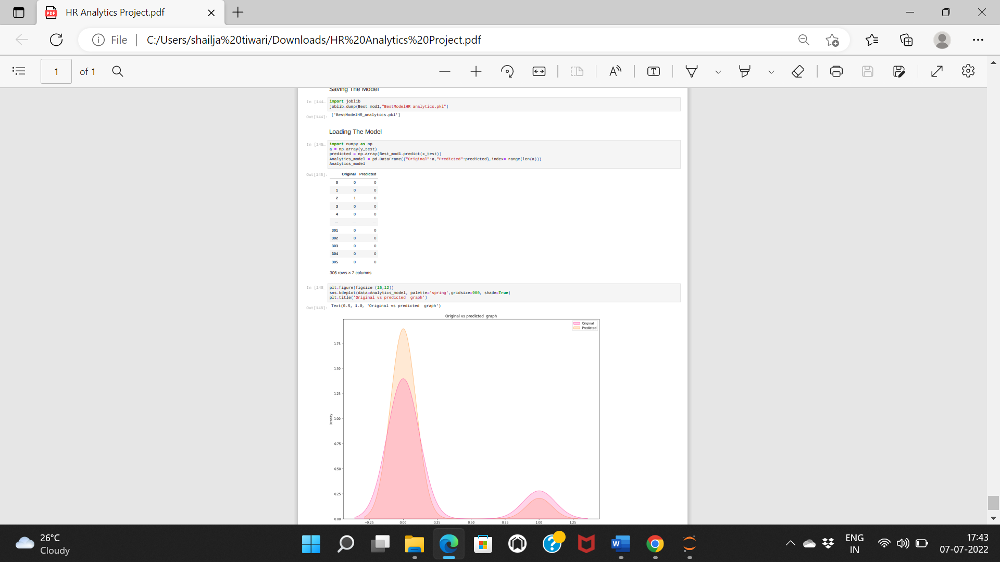 HR Analytics Project.pdf
File
C:/Users/shailja%20tiwari/Downloads/HR%20Analytics%20Project.pdf
1 of 1
Saving The Model
In [144…
import joblib
joblib.dump(Best_mod1,"BestModelHR_analytics.pkl")
Out[144]: ['BestModelHR_analytics.pkl']
Loading The Model
In [145…
import numpy as np
a = np.array(y_test)
predicted = np.array(Best_mod1.predict(x_test))
Analytics_model = pd.DataFrame({"Original":a,"Predicted":predicted},index= range(len(a)))
Analytics_model
Out[145]: Original Predicted
0 0 0
1 0 0
2 1 0
3 0 0
4 0 0
... ... ...
301 0 0
302 0 0
303 0 0
304 0 0
305 0 0
306 rows × 2 columns
In [148…
plt.figure(figsize=(15,12))
sns.kdeplot(data=Analytics_model, palette='spring',gridsize=900, shade=True)
plt.title('Original vs predicted  graph')
Out[148]: Text(0.5, 1.0, 'Original vs predicted  graph')
Original vs predicted  graph
Original
Predicted
1.75
1.50
1.25
1.00
Density
0.75
0.50
0.25
0.00
−0.25 0.00 0.25 0.50 0.75 1.00 1.25
26°C
Cloudy
ENG
IN
17:43
07-07-2022